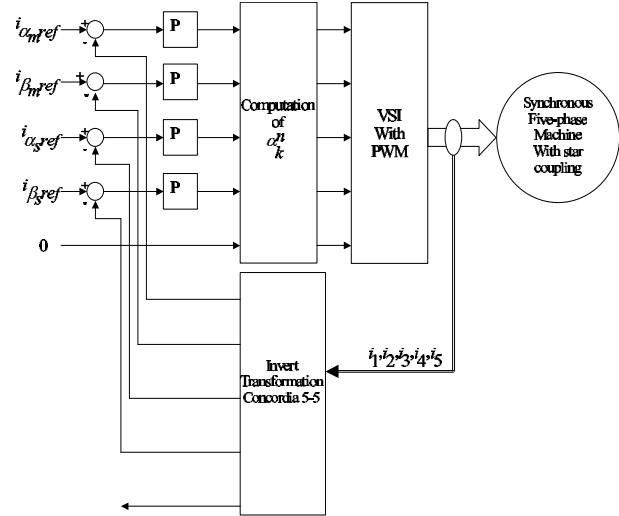 iαmref + - P
iβmref + - P
iαsref + - P
iβsref + - P
0
Computation
of
αnk
VSI
With
PWM
Synchronous
Five-phase
Machine
With star
coupling
i1,i2,i3,i4,i5
Invert
Transformation
Concordia 5-5